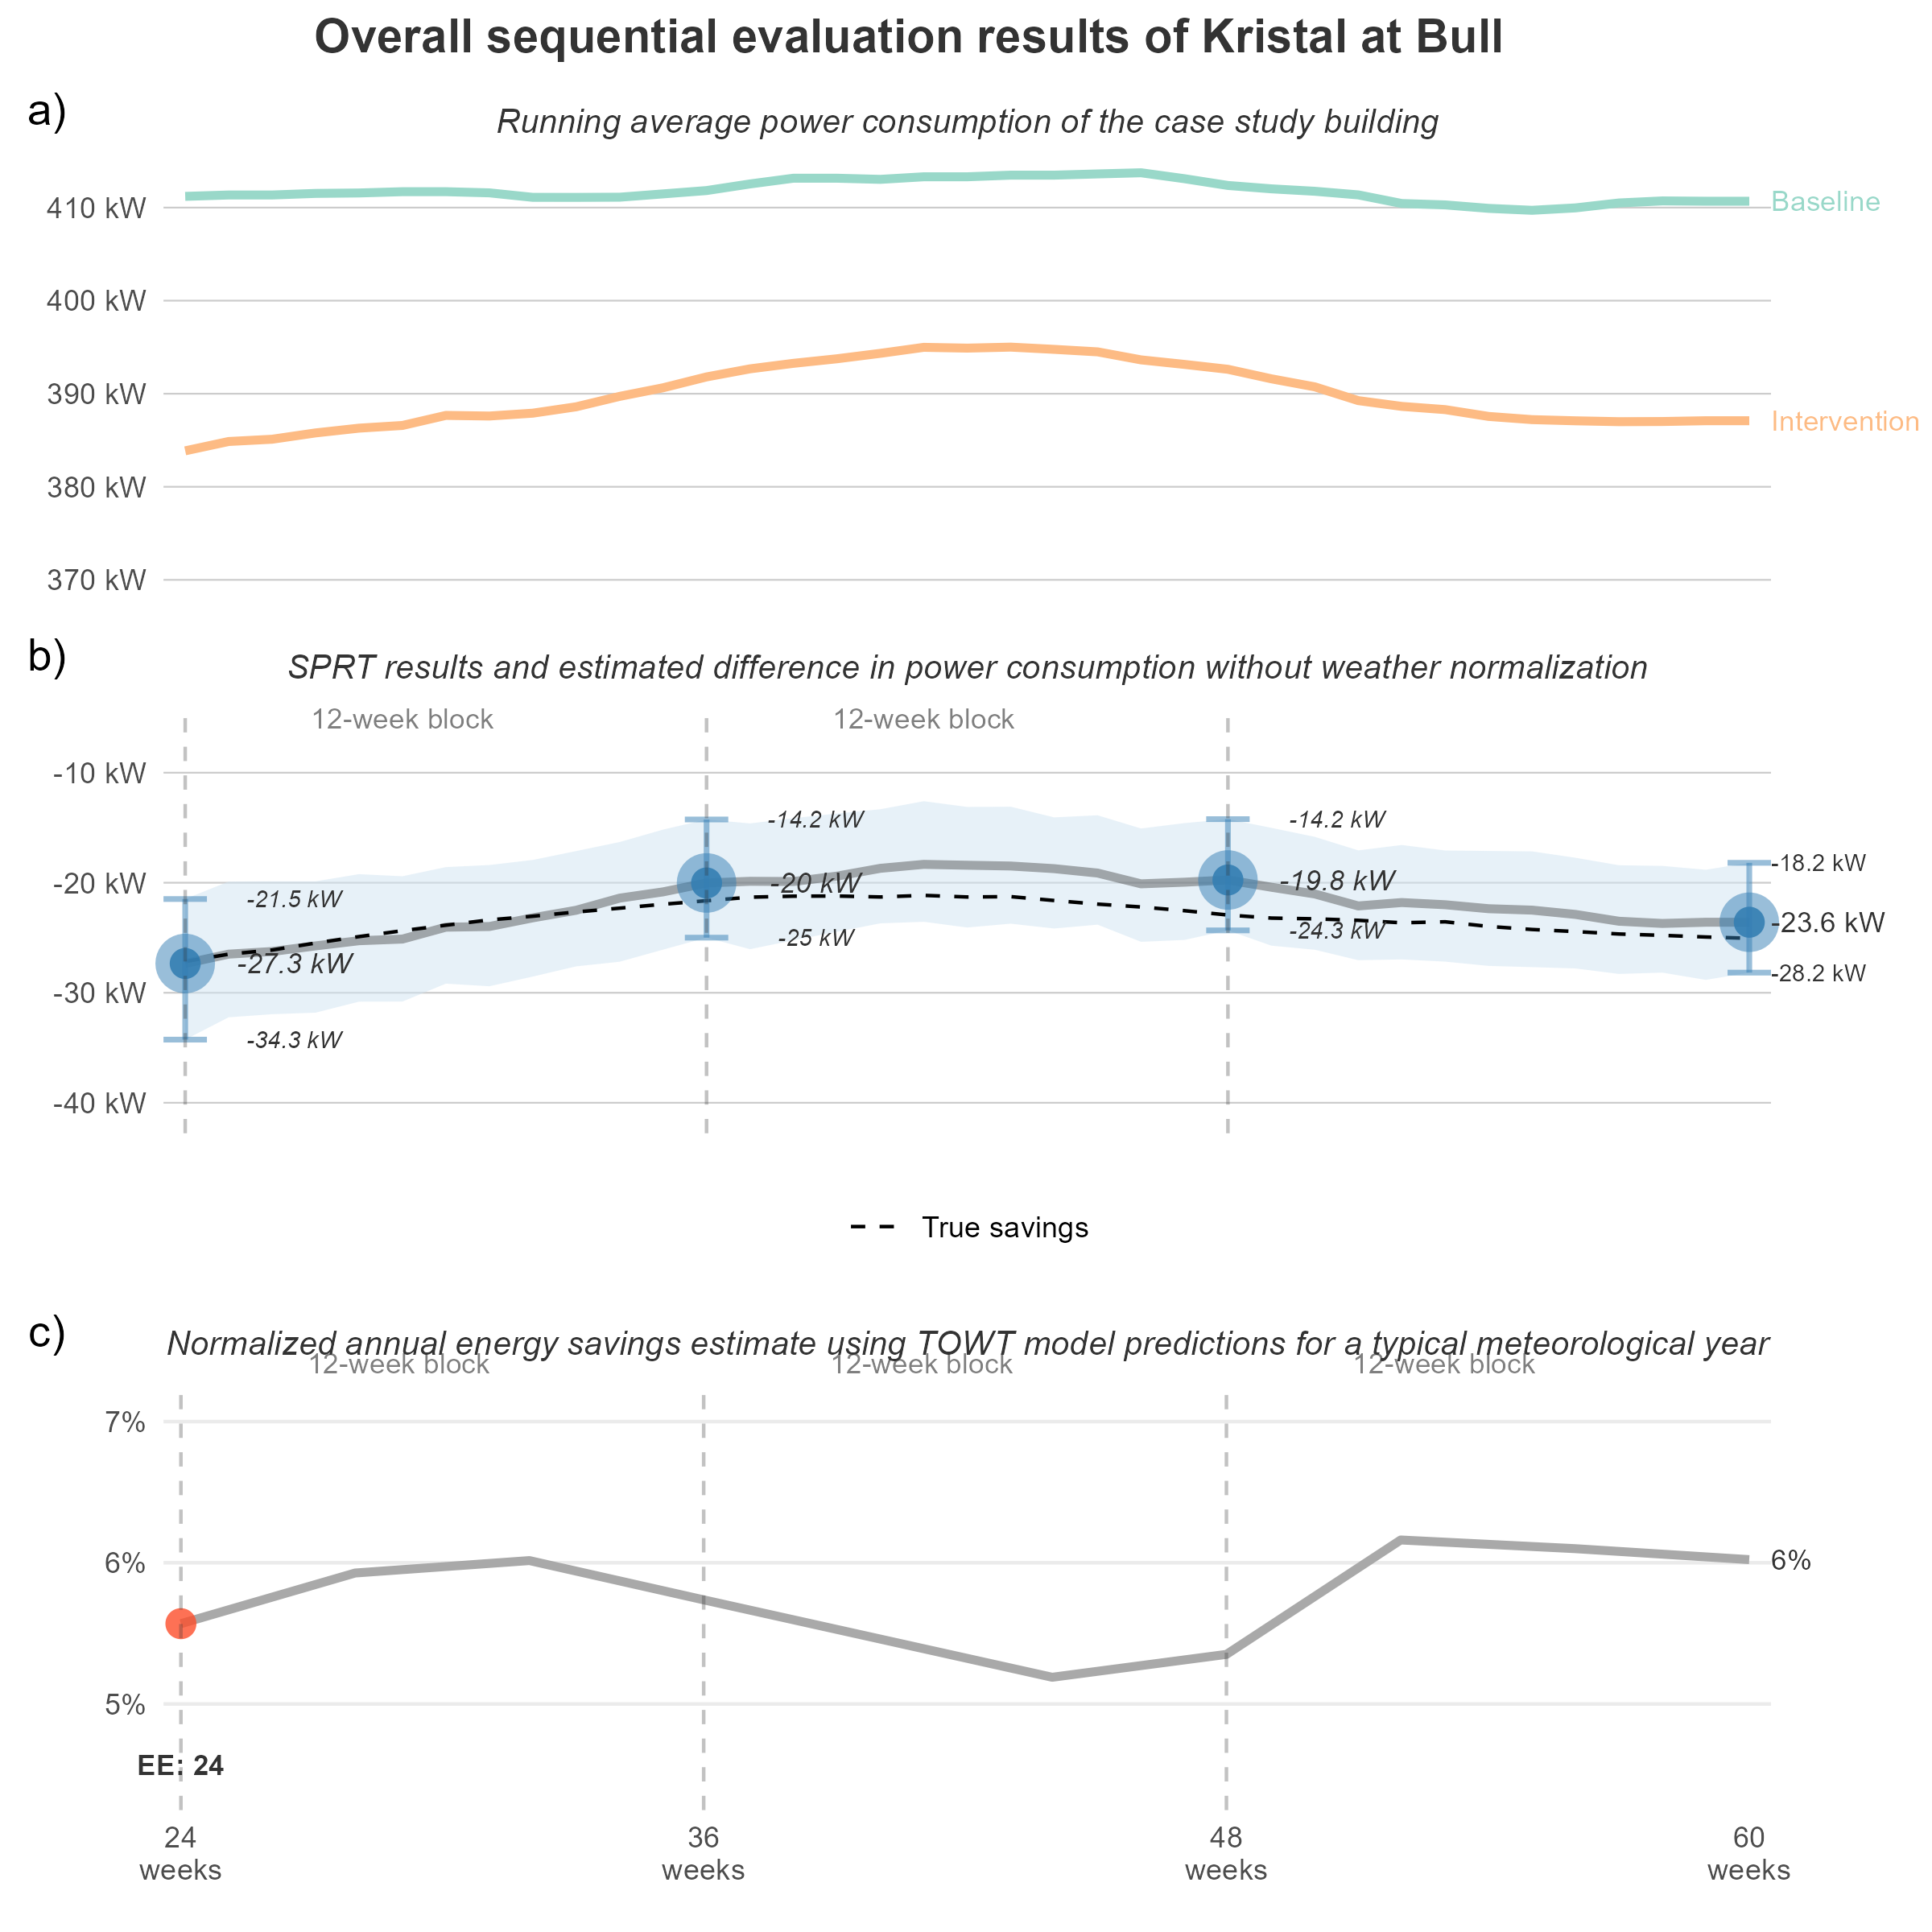 Overall sequential evaluation results of Kristal at Bull
a)
Running average power consumption of the case study building
410 kW
400 kW
390 kW
380 kW
370 kW
Baseline
Intervention
b)
SPRT results and estimated difference in power consumption without weather normalization
12-week block
12-week block
-10 kW
-20 kW
-30 kW
-40 kW
-21.5 kW
-27.3 kW
-34.3 kW
-14.2 kW
-20 kW
-25 kW
-14.2 kW
-19.8 kW
-24.3 kW
-18.2 kW
-23.6 kW
-28.2 kW
True savings
c)
Normalized annual energy savings estimate using TOWT model predictions for a typical meteorological year
12-week block
12-week block
12-week block
7%
6%
5%
6%
EE: 24
24
weeks
36
weeks
48
weeks
60
weeks